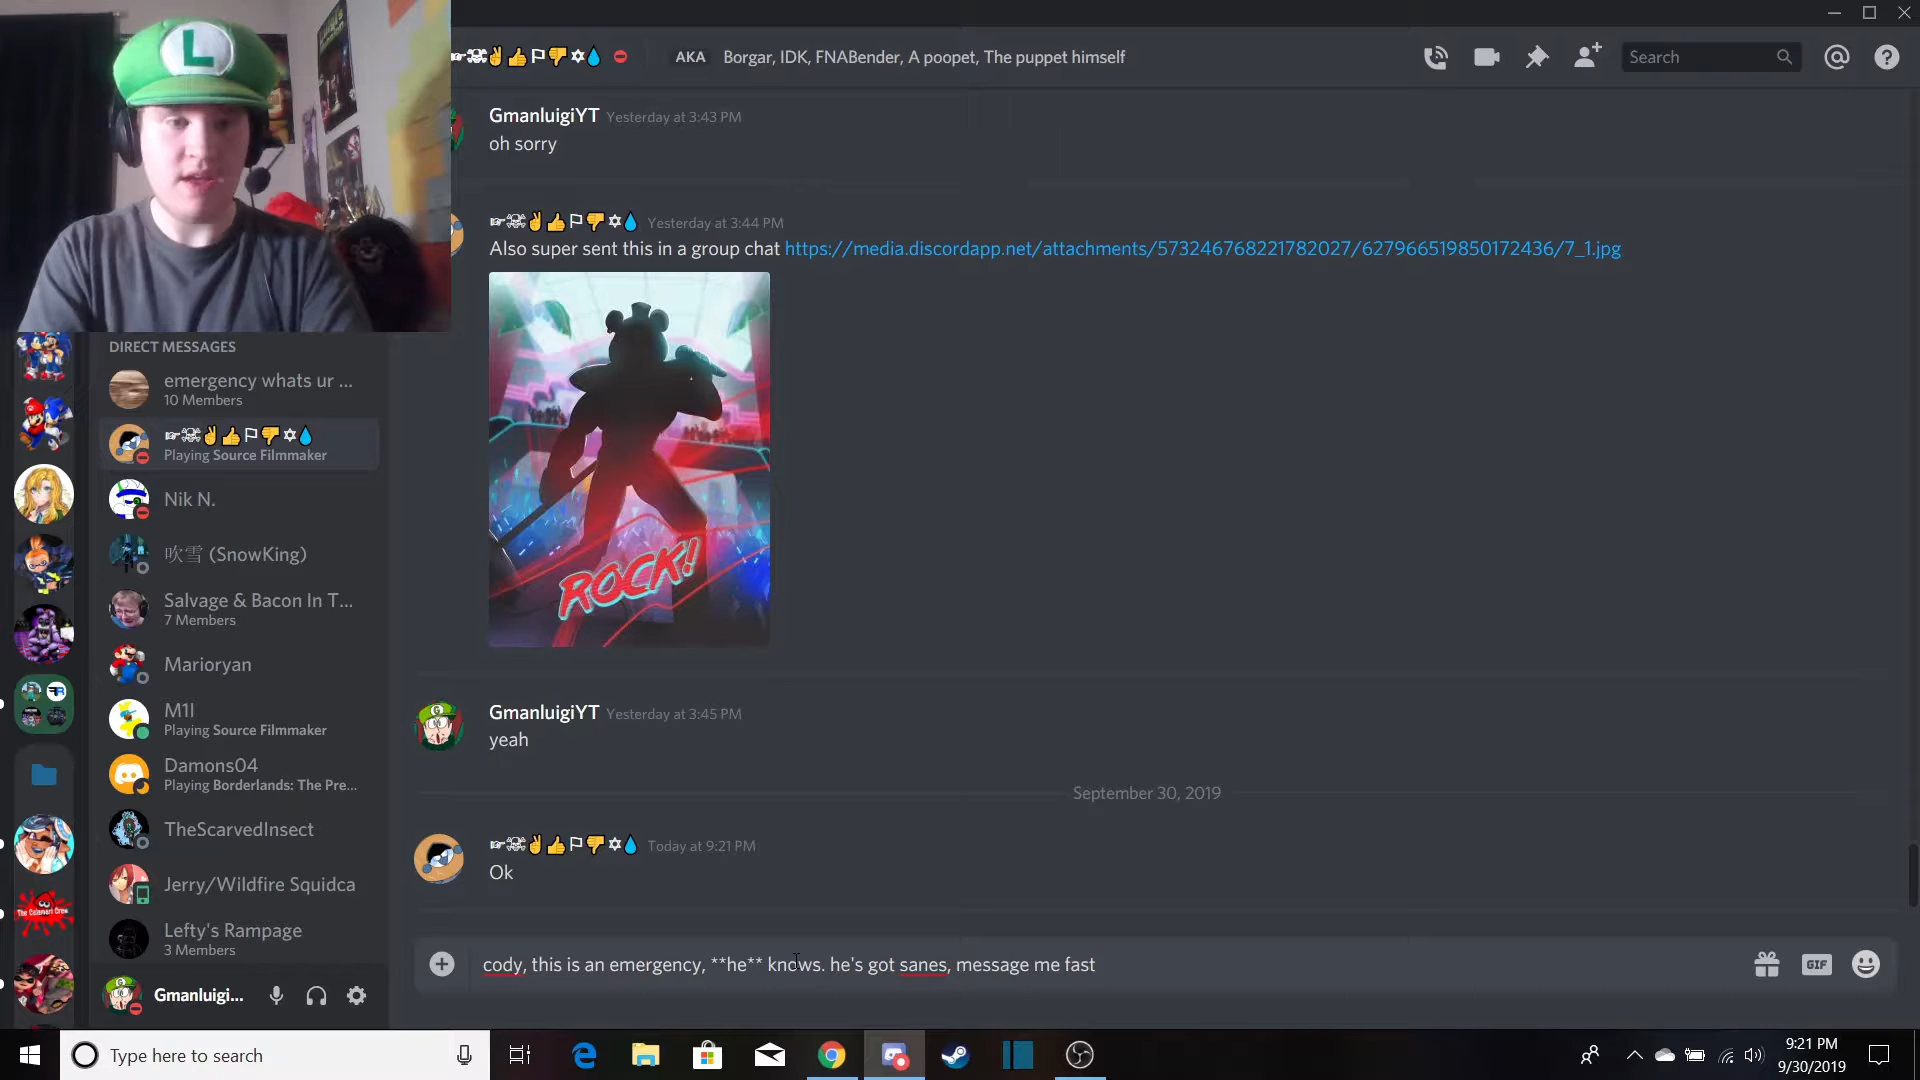 L
☞☠✌👍⚐👎✡💧 AKA Borgar, IDK, FNABender, A poopet, The puppet himself
Search
GmanluigiYT Yesterday at 3:43 PM
oh sorry
☞☠✌👍⚐👎✡💧 Yesterday at 3:44 PM
Also super sent this in a group chat https://media.discordapp.net/attachments/573246768221782027/627966519850172436/7_1.jpg
ROCK!
GmanluigiYT Yesterday at 3:45 PM
yeah
September 30, 2019
☞☠✌👍⚐👎✡💧 Today at 9:21 PM
Ok
cody, this is an emergency, **he** knows. he's got sanes, message me fast
GIF
DIRECT MESSAGES
emergency whats ur ...
10 Members
☞☠✌👍⚐👎✡💧
Playing Source Filmmaker
Nik N.
吹雪 (SnowKing)
Salvage & Bacon In T...
7 Members
Marioryan
M1l
Playing Source Filmmaker
Damons04
Playing Borderlands: The Pre...
TheScarvedInsect
Jerry/Wildfire Squidca
Lefty's Rampage
3 Members
The Calamari Crew
Gmanluigi...
Type here to search
9:21 PM
9/30/2019